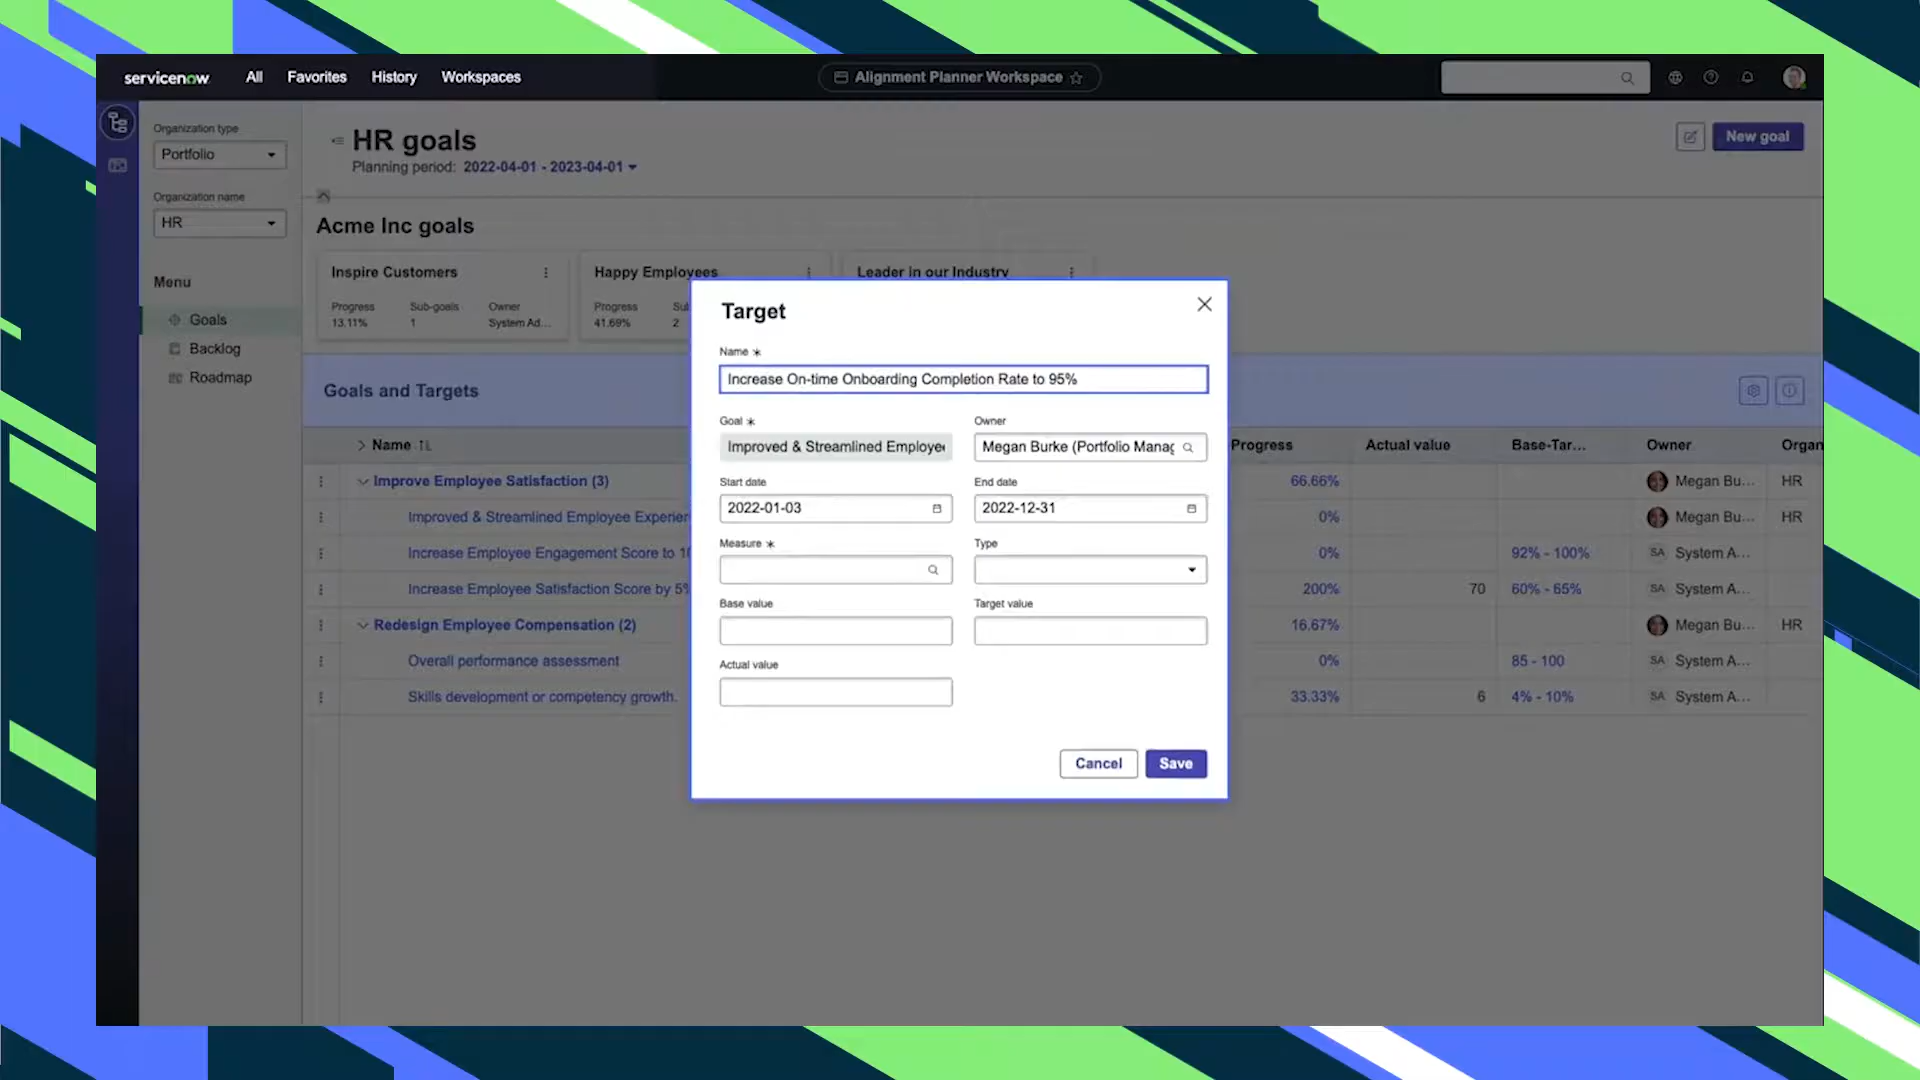 servicenow All Favorites History Workspaces Alignment Planner Workspace
Organization type
Portfolio
Organization name
HR
Menu
Goals
Backlog
Roadmap
HR goals
Planning period: 2022-04-01 - 2023-04-01
New goal
Acme Inc goals
Inspire Customers
Progress Sub-goals Owner
13.11% 1 System Ad...
Happy Employees
Progress
41.69% 2
Leader in our Industry
Goals and Targets
Name Progress Actual value Base-Tar... Owner Organ
Improve Employee Satisfaction (3) 66.66% Megan Bu... HR
Improved & Streamlined Employee Experien 0% Megan Bu... HR
Increase Employee Engagement Score to 0% 92% - 100% SA System A...
Increase Employee Satisfaction Score by 5% 200% 70 60% - 65% SA System A...
Redesign Employee Compensation (2) 16.67% Megan Bu... HR
Overall performance assessment 0% 85 - 100 SA System A...
Skills development or competency growth. 33.33% 6 4% - 10% SA System A...
Target
Name *
Increase On-time Onboarding Completion Rate to 95%
Goal * Owner
Improved & Streamlined Employee Megan Burke (Portfolio Manag
Start date End date
2022-01-03 2022-12-31
Measure * Type
Base value Target value
Actual value
Cancel Save